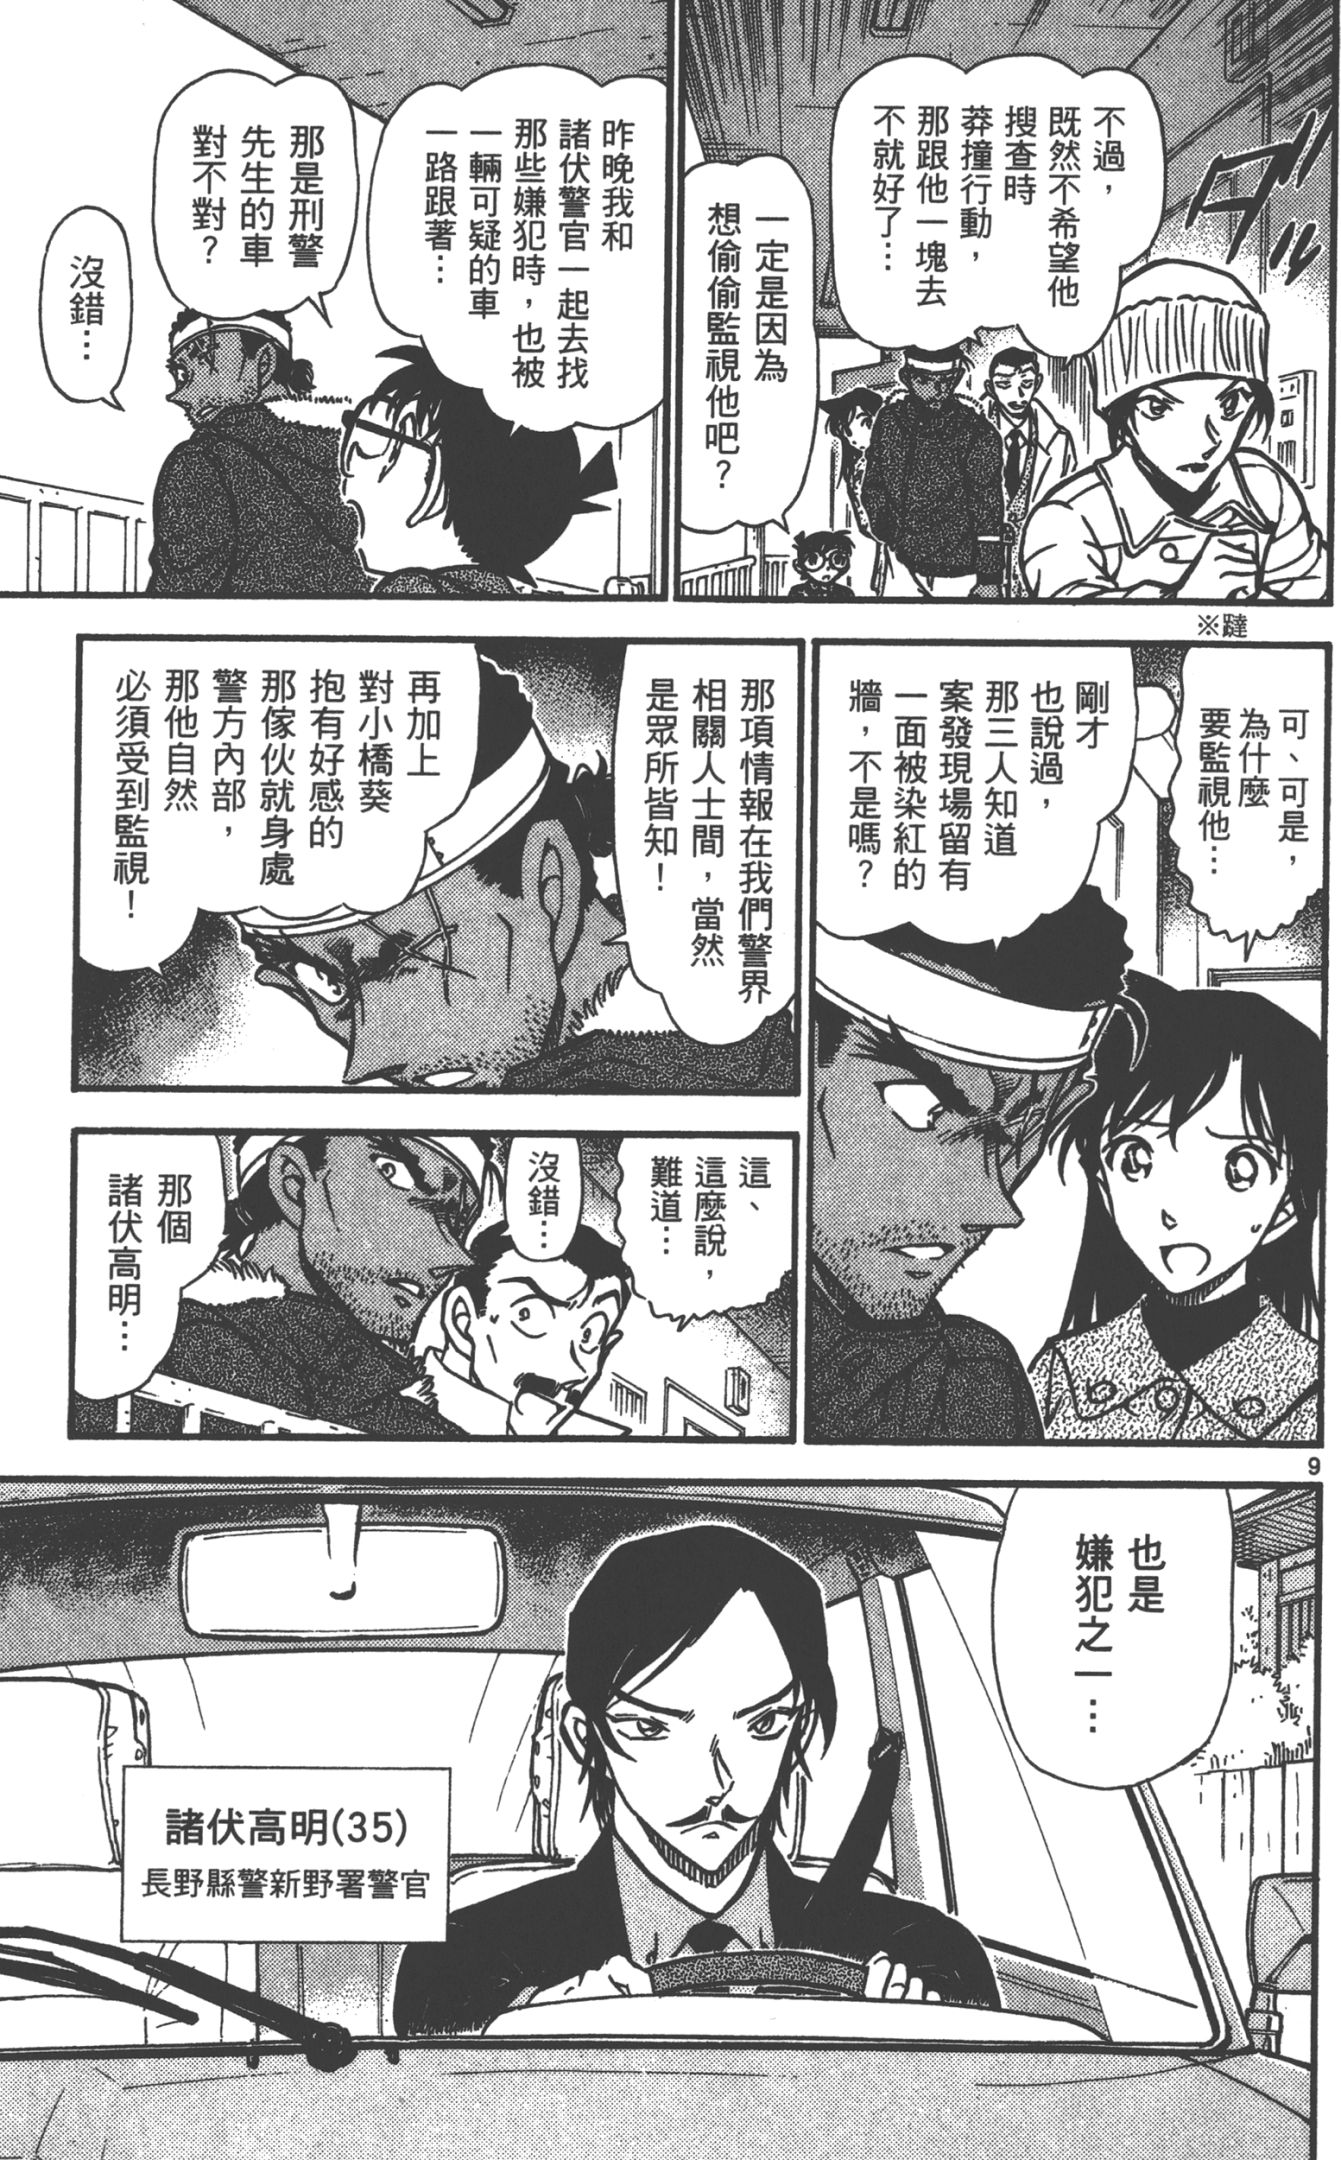 不過，
既然不希望他
搜查時
莽撞行動，
那跟他一塊去
不就好了…
一定是因為
想偷偷監視他吧？
※躂
昨晚我和
諸伏警官一起去找
那些嫌犯時，也被
一輛可疑的車
一路跟著…
那是刑警
先生的車
對不對？
沒錯…
可、可是，
為什麼
要監視他…
剛才
也說過，
那三人知道
案發現場留有
一面被染紅的
牆，不是嗎？
那項情報在我們警界
相關人士間，當然
是眾所皆知！
再加上
對小橋葵
抱有好感的
那傢伙就身處
警方內部，
那他自然
必須受到監視！
這、
這麼說，
難道…
沒錯…
那個
諸伏高明…
9
也是
嫌犯之一…
諸伏高明(35)
長野縣警新野署警官